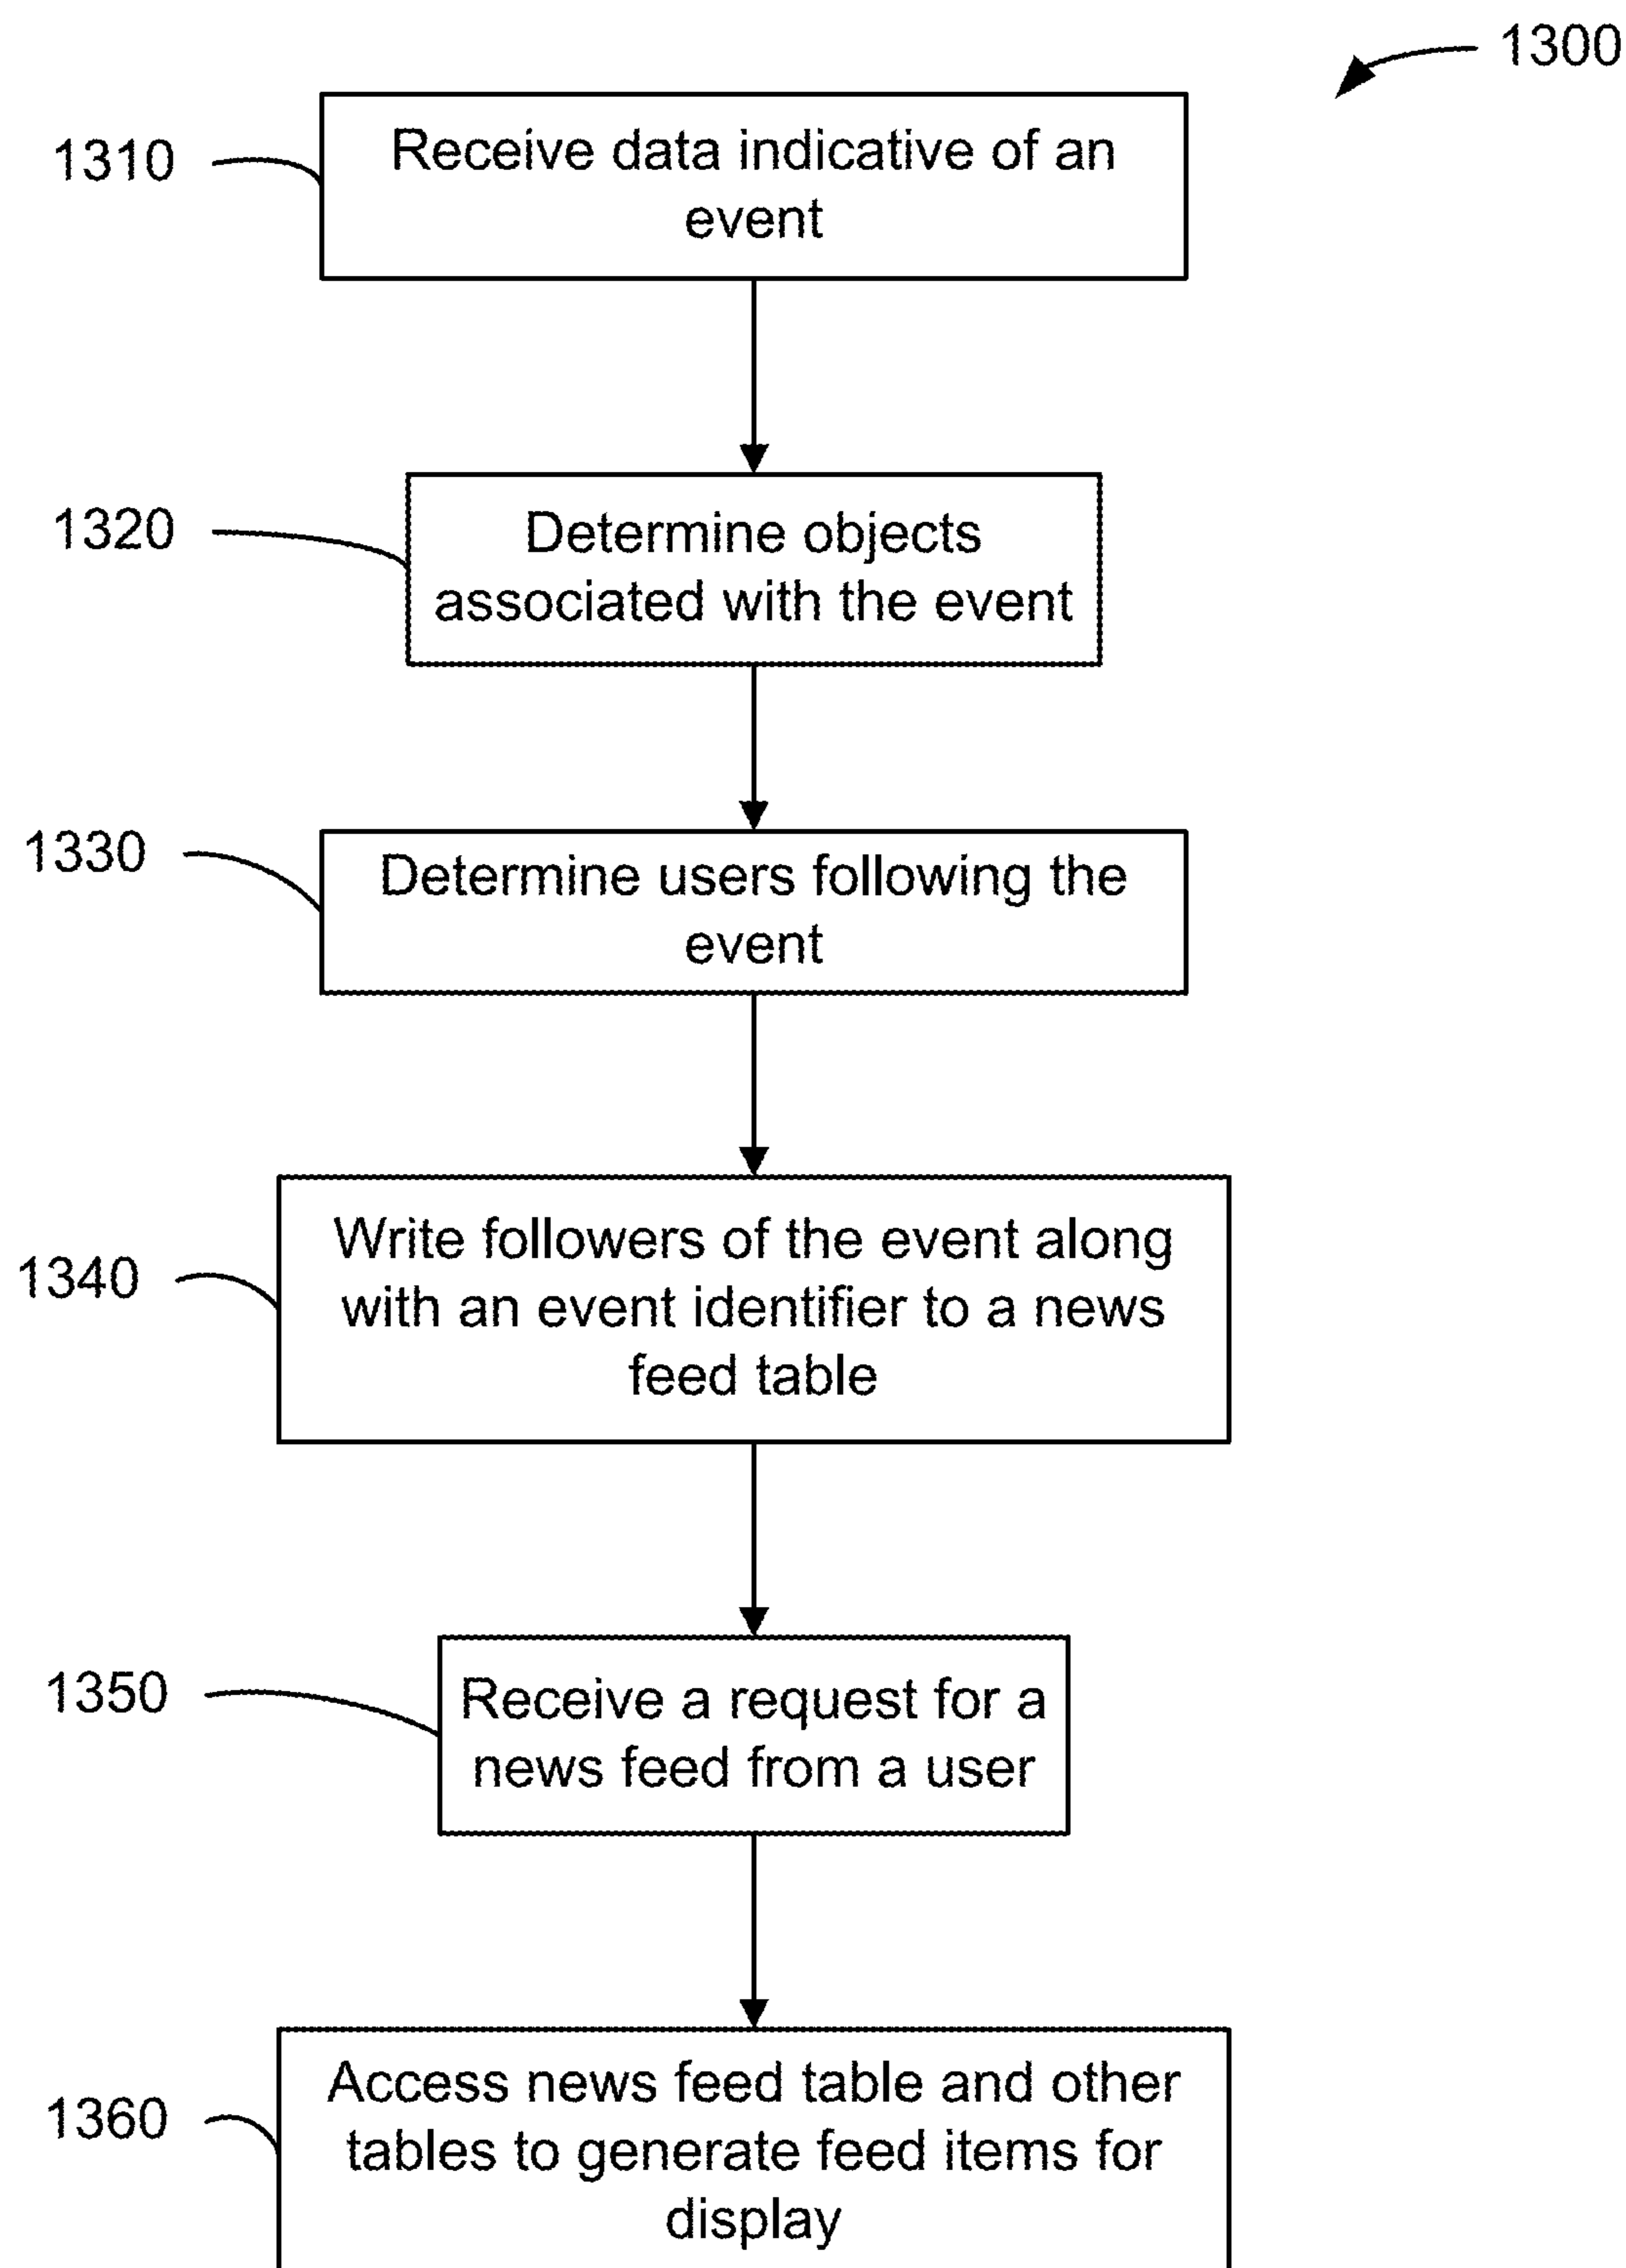 1300
1310
Receive data indicative of an
event
1320
Determine objects
associated with the event
1330
Determine users following the
event
1340
Write followers of the event along
with an event identifier to a news
feed table
1350
Receive a request for a
news feed from a user
1360
Access news feed table and other
tables to generate feed items for
display